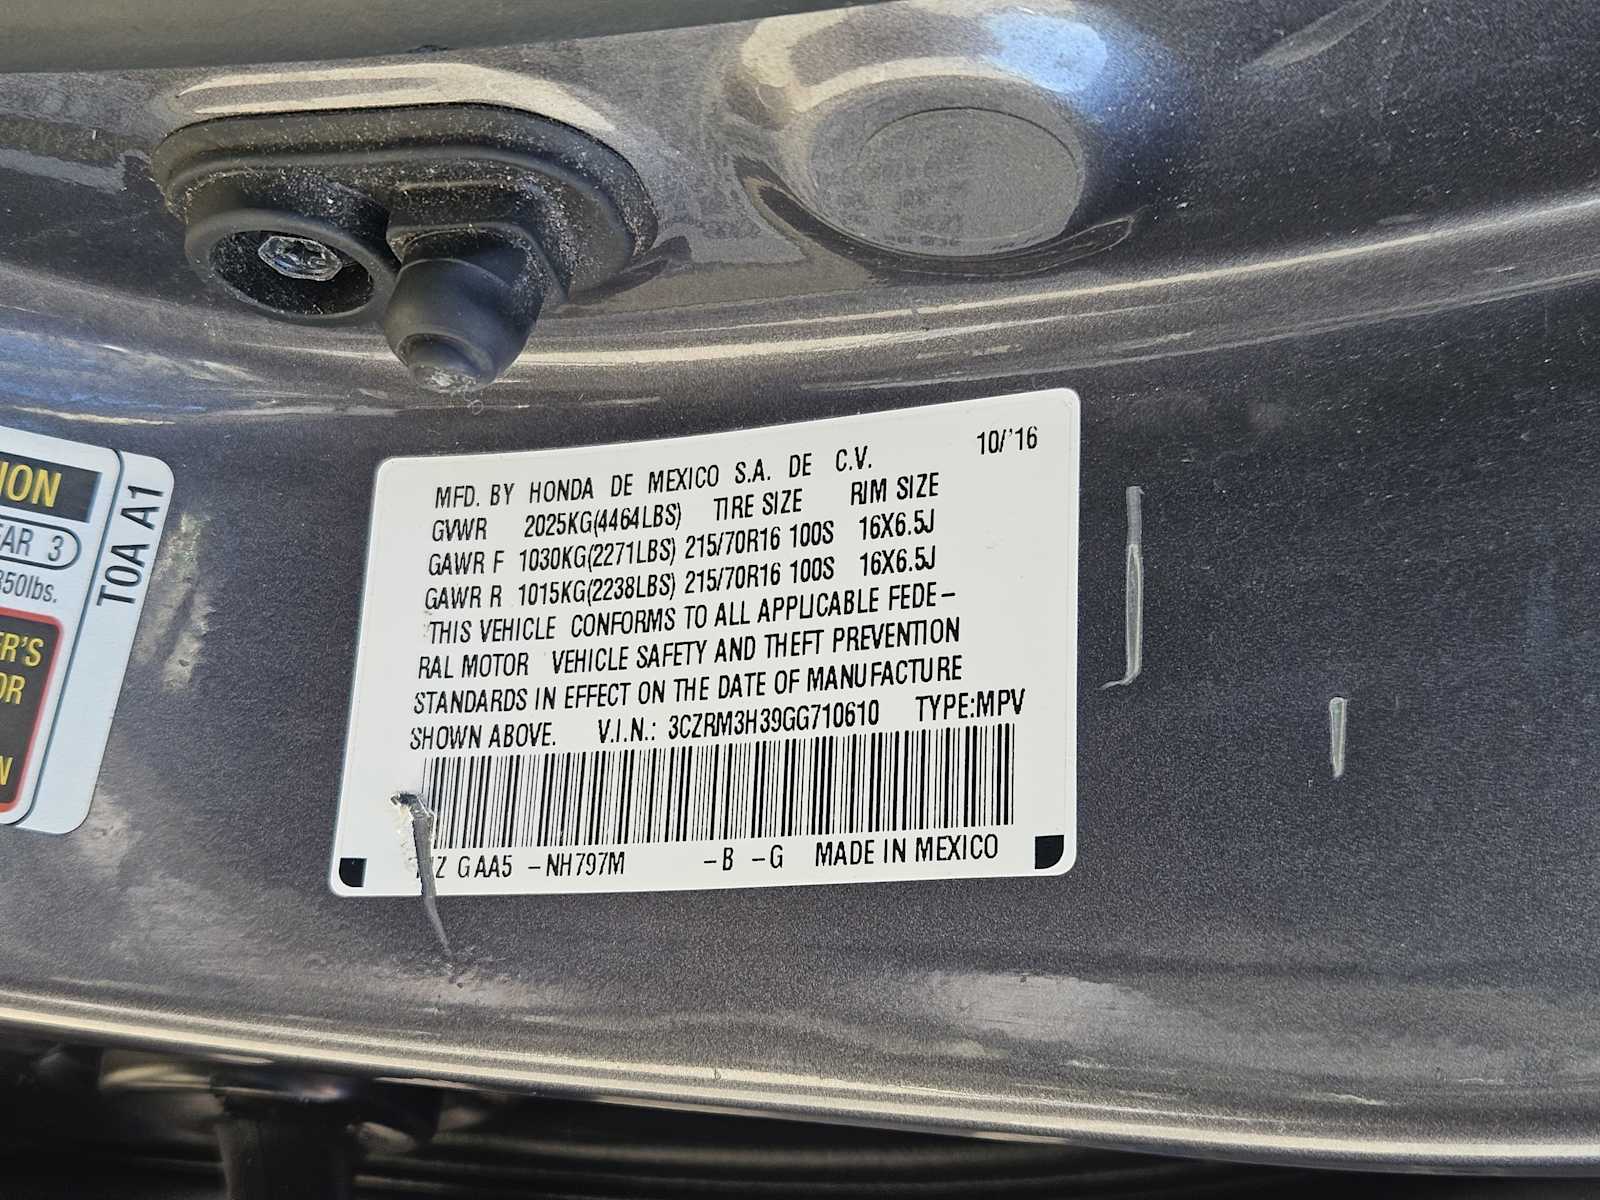 MFD. BY HONDA DE MEXICO S.A. DE C.V. 10/'16
GVWR 2025KG(4464LBS) TIRE SIZE RIM SIZE
GAWR F 1030KG(2271LBS) 215/70R16 100S 16X6.5J
GAWR R 1015KG(2238LBS) 215/70R16 100S 16X6.5J
THIS VEHICLE CONFORMS TO ALL APPLICABLE FEDE-
RAL MOTOR VEHICLE SAFETY AND THEFT PREVENTION
STANDARDS IN EFFECT ON THE DATE OF MANUFACTURE
SHOWN ABOVE. V.I.N.: 3CZRM3H39GG710610 TYPE:MPV
Z GAA5 -NH797M -B -G MADE IN MEXICO
ION
EAR 3
350lbs.
ER'S
OR
N
T0A A1